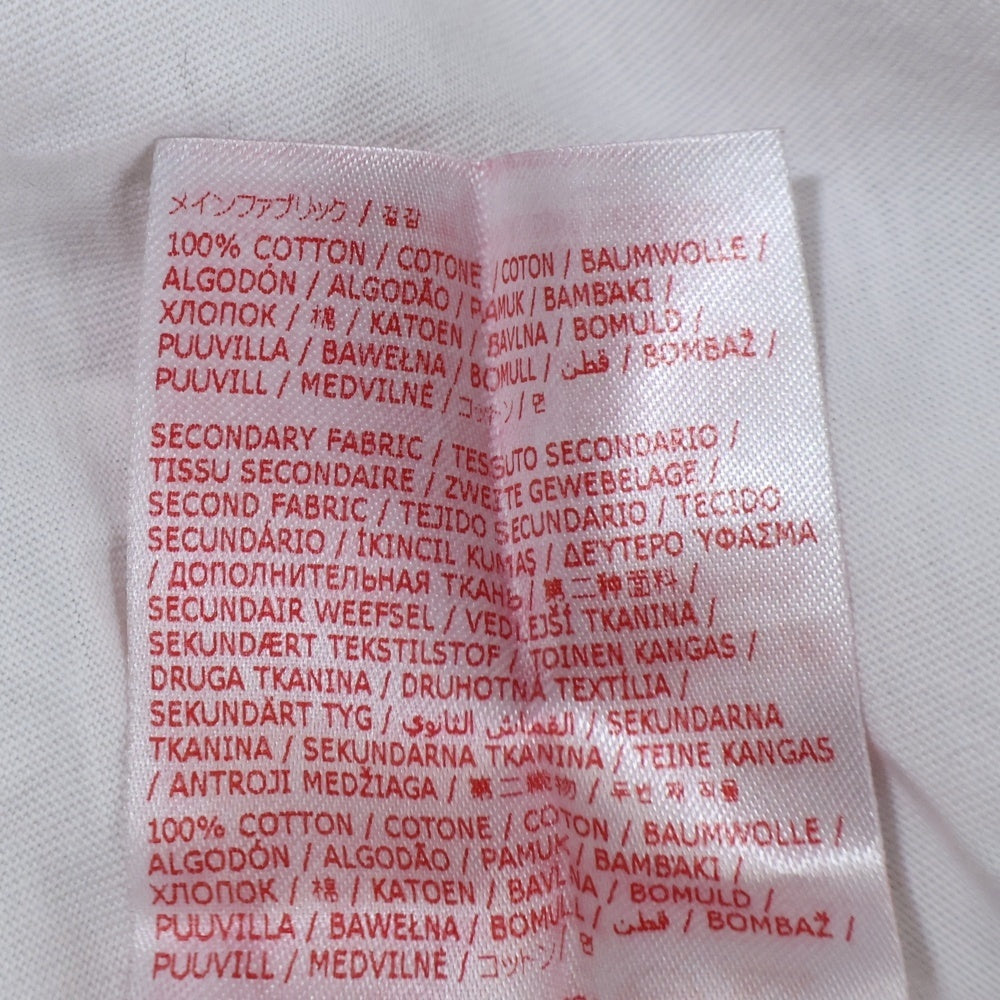 メインファブリック / 겉감
100% COTTON / COTONE / COTON / BAUMWOLLE /
ALGODÓN / ALGODÃO / PAMUK / BAMBAKI /
ХЛОПОК / 棉 / KATOEN / BAVLNA / BOMULD /
PUUVILLA / BAWEŁNA / BOMULL / قطن / BOMBAŽ /
PUUVILL / MEDVILNĖ / コットン / 면
SECONDARY FABRIC / TESSUTO SECONDARIO /
TISSU SECONDAIRE / ZWEITE GEWEBELAGE /
SECOND FABRIC / TEJIDO SECUNDARIO / TECIDO
SECUNDÁRIO / İKINCIL KUMAŞ / ΔΕΥΤΕΡΟ ΥΦΑΣΜΑ
/ ДОПОЛНИТЕЛЬНАЯ ТКАНЬ / 第二种面料 /
SECUNDAIR WEEFSEL / VEDLEJŠÍ TKANINA /
SEKUNDÆRT TEKSTILSTOF / TOINEN KANGAS /
DRUGA TKANINA / DRUHOTNÁ TEXTÍLIA /
SEKUNDÄRT TYG / القماش الثانوي / SEKUNDARNA
TKANINA / SEKUNDARNA TKANINA / TEINE KANGAS
/ ANTROJI MEDŽIAGA / 第二織物 / 두번 재 직물
100% COTTON / COTONE / COTON / BAUMWOLLE /
ALGODÓN / ALGODÃO / PAMUK / BAMBAKI /
ХЛОПОК / 棉 / KATOEN / BAVLNA / BOMULD /
PUUVILLA / BAWEŁNA / BOMULL / قطن / BOMBAŽ /
PUUVILL / MEDVILNĖ / コットン / 면